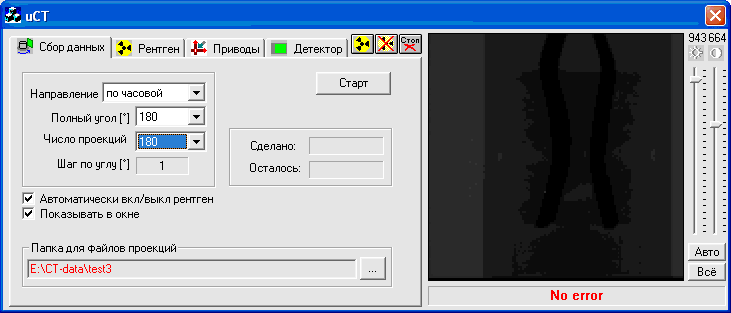 uCT
Сбор данных
Рентген
Приводы
Детектор
Стоп
943 664
Направление по часовой
Старт
Полный угол [°] 180
Число проекций 180
Шаг по углу [°] 1
Сделано:
Осталось:
Автоматически вкл/выкл рентген
Показывать в окне
Папка для файлов проекций
E:\CT-data\test3
...
Авто
Всё
No error